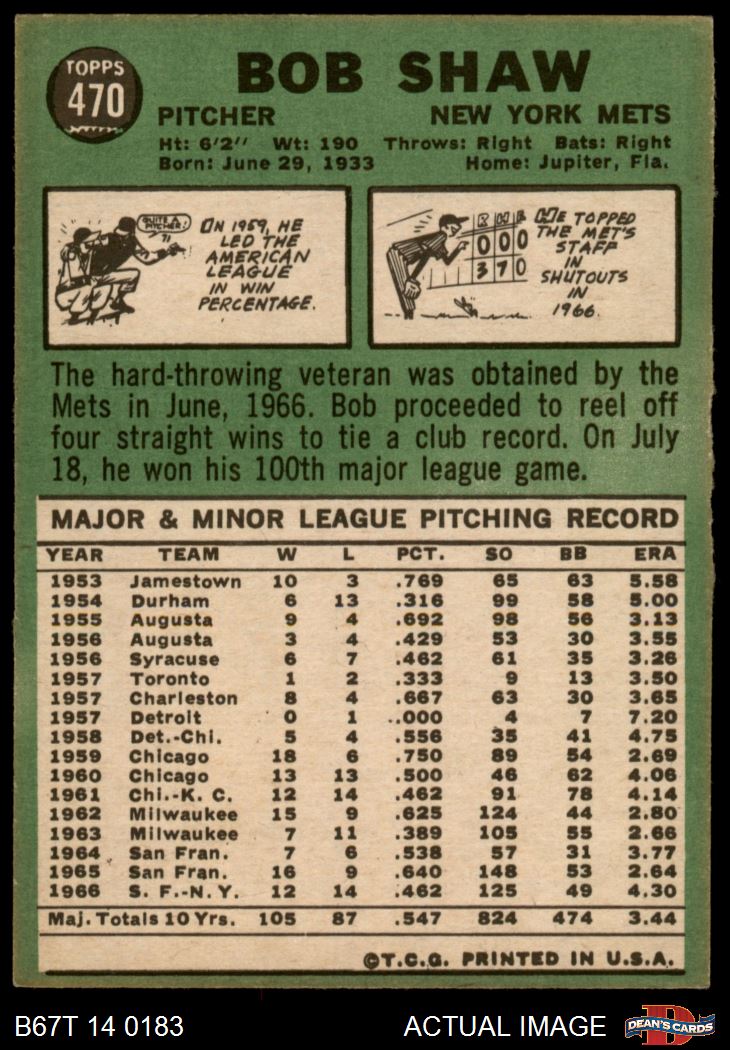 TOPPS
470
BOB SHAW
PITCHER NEW YORK METS
Ht: 6'2" Wt: 190 Throws: Right Bats: Right
Born: June 29, 1933 Home: Jupiter, Fla.
QUITE A
PITCHER!
ON 1959, HE
LED THE
AMERICAN
LEAGUE
IN WIN
PERCENTAGE.
R H E
0 0 0
3 7 0
HE TOPPED
THE MET'S
STAFF
IN
SHUTOUTS
IN
1966.
The hard-throwing veteran was obtained by the
Mets in June, 1966. Bob proceeded to reel off
four straight wins to tie a club record. On July
18, he won his 100th major league game.
MAJOR & MINOR LEAGUE PITCHING RECORD
YEAR TEAM W L PCT. SO BB ERA
1953 Jamestown 10 3 .769 65 63 5.58
1954 Durham 6 13 .316 99 58 5.00
1955 Augusta 9 4 .692 98 56 3.13
1956 Augusta 3 4 .429 53 30 3.55
1956 Syracuse 6 7 .462 61 35 3.26
1957 Toronto 1 2 .333 9 13 3.50
1957 Charleston 8 4 .667 63 30 3.65
1957 Detroit 0 1 ..000 4 7 7.20
1958 Det.-Chi. 5 4 .556 35 41 4.75
1959 Chicago 18 6 .750 89 54 2.69
1960 Chicago 13 13 .500 46 62 4.06
1961 Chi.-K. C. 12 14 .462 91 78 4.14
1962 Milwaukee 15 9 .625 124 44 2.80
1963 Milwaukee 7 11 .389 105 55 2.66
1964 San Fran. 7 6 .538 57 31 3.77
1965 San Fran. 16 9 .640 148 53 2.64
1966 S. F.-N. Y. 12 14 .462 125 49 4.30
Maj. Totals 10 Yrs. 105 87 .547 824 474 3.44
©T.C.G. PRINTED IN U.S.A.
B67T 14 0183 ACTUAL IMAGE
D
DEAN'S CARDS